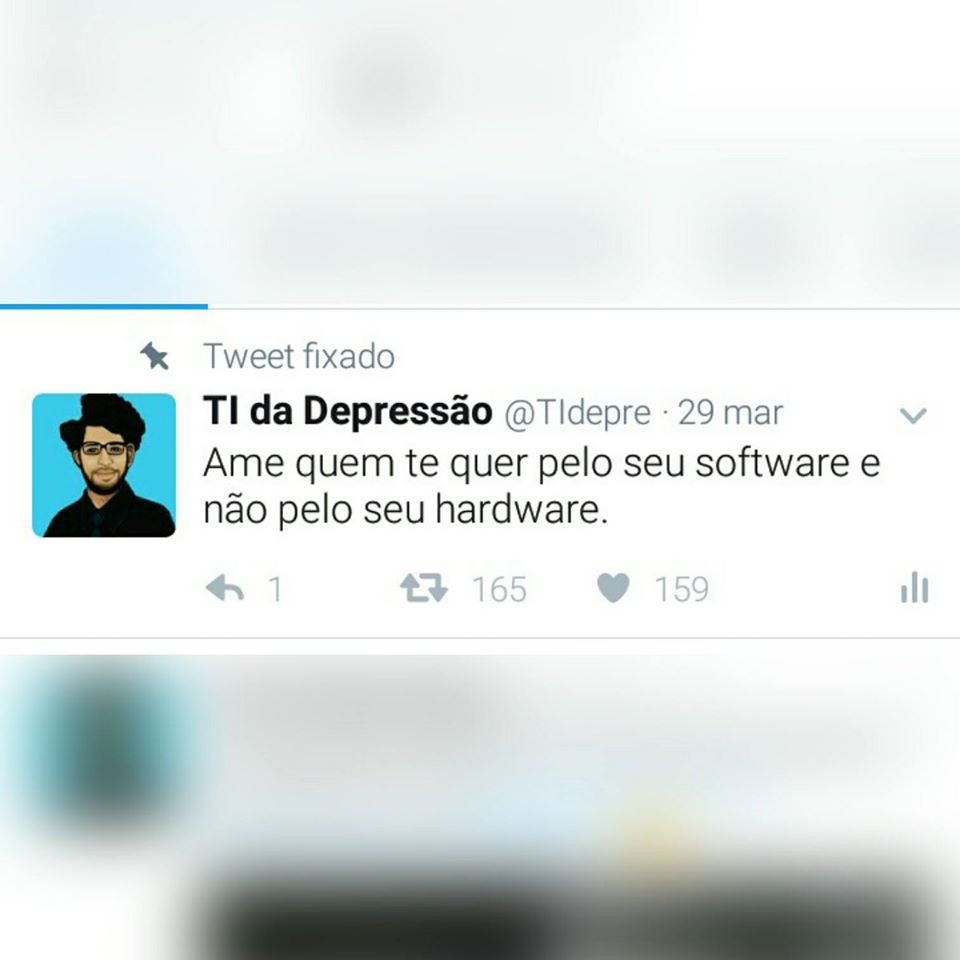 Tweet fixado
TI da Depressão @TIdepre · 29 mar
Ame quem te quer pelo seu software e
não pelo seu hardware.
1 165 159